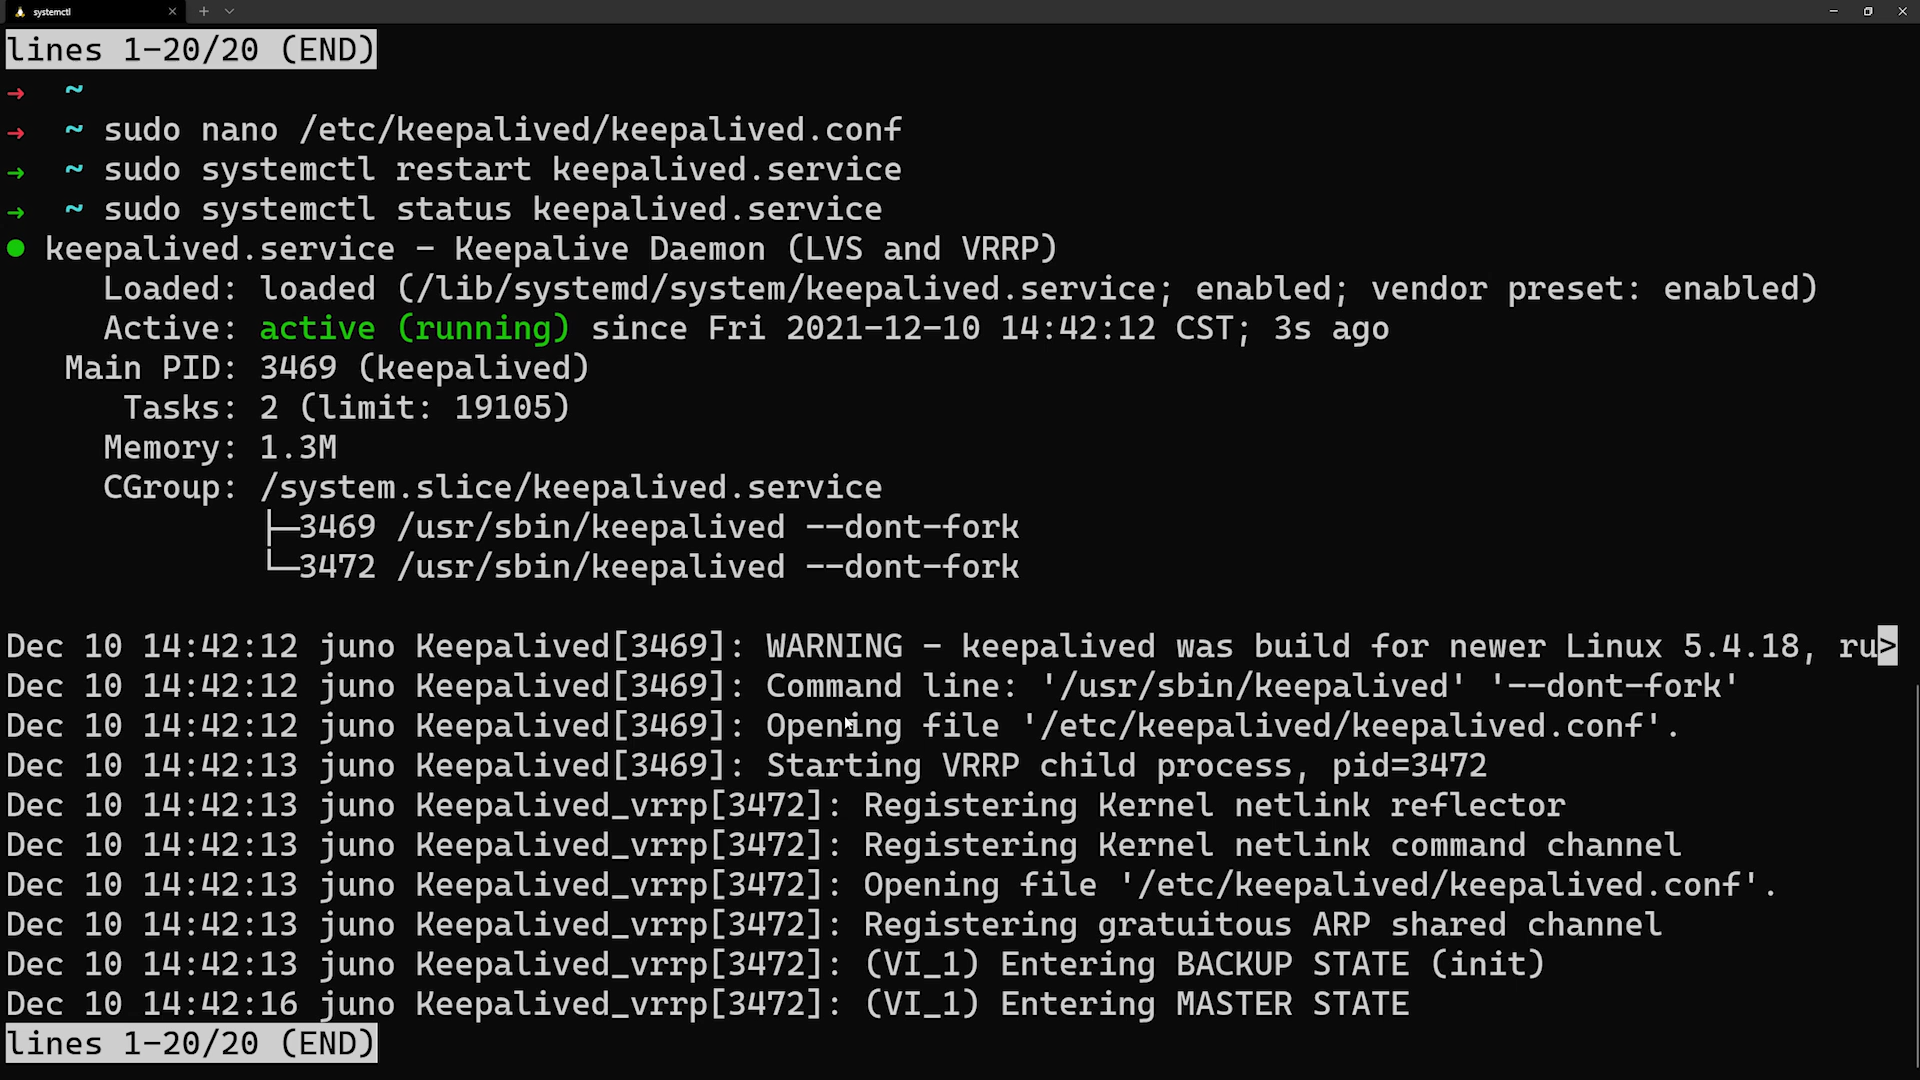 systemctl
lines 1-20/20 (END)
→ ~
→ ~ sudo nano /etc/keepalived/keepalived.conf
→ ~ sudo systemctl restart keepalived.service
→ ~ sudo systemctl status keepalived.service
● keepalived.service - Keepalive Daemon (LVS and VRRP)
Loaded: loaded (/lib/systemd/system/keepalived.service; enabled; vendor preset: enabled)
Active: active (running) since Fri 2021-12-10 14:42:12 CST; 3s ago
Main PID: 3469 (keepalived)
Tasks: 2 (limit: 19105)
Memory: 1.3M
CGroup: /system.slice/keepalived.service
├─3469 /usr/sbin/keepalived --dont-fork
└─3472 /usr/sbin/keepalived --dont-fork
Dec 10 14:42:12 juno Keepalived[3469]: WARNING - keepalived was build for newer Linux 5.4.18, ru>
Dec 10 14:42:12 juno Keepalived[3469]: Command line: '/usr/sbin/keepalived' '--dont-fork'
Dec 10 14:42:12 juno Keepalived[3469]: Opening file '/etc/keepalived/keepalived.conf'.
Dec 10 14:42:13 juno Keepalived[3469]: Starting VRRP child process, pid=3472
Dec 10 14:42:13 juno Keepalived_vrrp[3472]: Registering Kernel netlink reflector
Dec 10 14:42:13 juno Keepalived_vrrp[3472]: Registering Kernel netlink command channel
Dec 10 14:42:13 juno Keepalived_vrrp[3472]: Opening file '/etc/keepalived/keepalived.conf'.
Dec 10 14:42:13 juno Keepalived_vrrp[3472]: Registering gratuitous ARP shared channel
Dec 10 14:42:13 juno Keepalived_vrrp[3472]: (VI_1) Entering BACKUP STATE (init)
Dec 10 14:42:16 juno Keepalived_vrrp[3472]: (VI_1) Entering MASTER STATE
lines 1-20/20 (END)